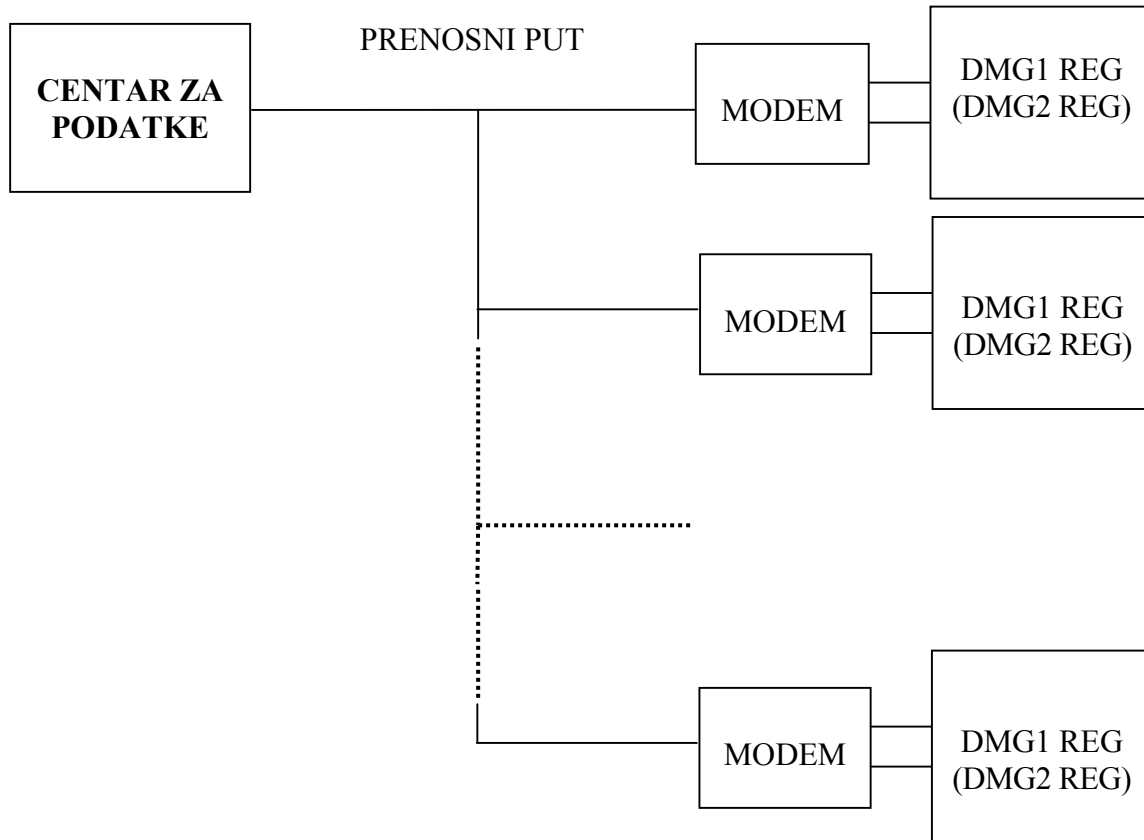 PRENOSNI PUT
CENTAR ZA
PODATKE
MODEM
DMG1 REG
(DMG2 REG)
MODEM
DMG1 REG
(DMG2 REG)
MODEM
DMG1 REG
(DMG2 REG)